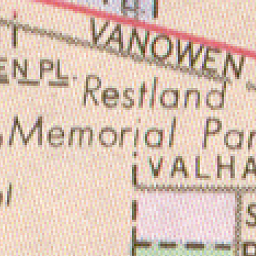 VANOWEN
EN PL.
Restland
Memorial Par
VALHA